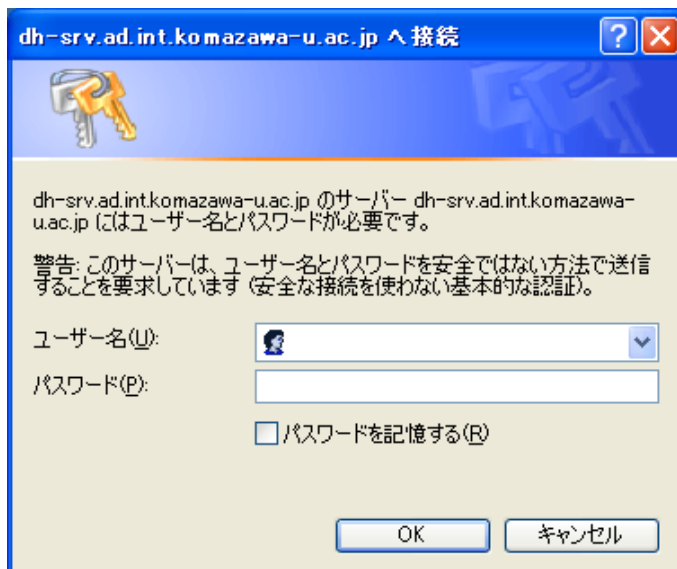 dh-srv.ad.int.komazawa-u.ac.jp へ接続
dh-srv.ad.int.komazawa-u.ac.jp のサーバー dh-srv.ad.int.komazawa-
u.ac.jp にはユーザー名とパスワードが必要です。
警告: このサーバーは、ユーザー名とパスワードを安全ではない方法で送信
することを要求しています (安全な接続を使わない基本的な認証)。
ユーザー名(U):
パスワード(P):
パスワードを記憶する(R)
OK キャンセル